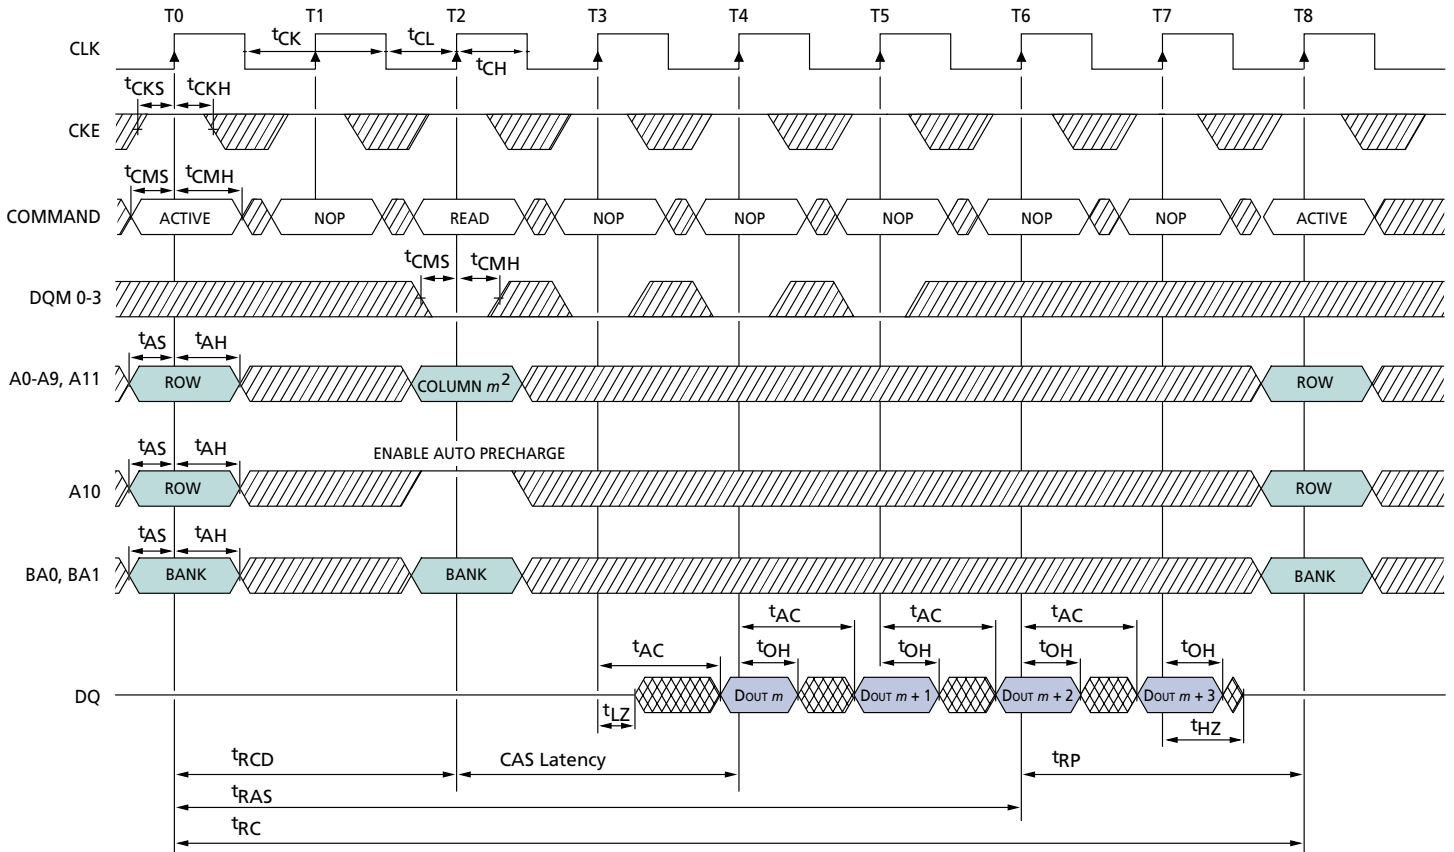 T0 T1 T2 T3 T4 T5 T6 T7 T8
CLK
tCK tCL
tCH
tCKS tCKH
CKE
tCMS tCMH
COMMAND ACTIVE NOP READ NOP NOP NOP NOP NOP ACTIVE
tCMS tCMH
DQM 0-3
tAS tAH
A0-A9, A11 ROW COLUMN m2 ROW
tAS tAH ENABLE AUTO PRECHARGE
A10 ROW ROW
tAS tAH
BA0, BA1 BANK BANK BANK
tAC tAC tAC
tAC tOH tOH tOH tOH
DQ DOUT m DOUT m + 1 DOUT m + 2 DOUT m + 3
tLZ tHZ
tRCD CAS Latency tRP
tRAS
tRC